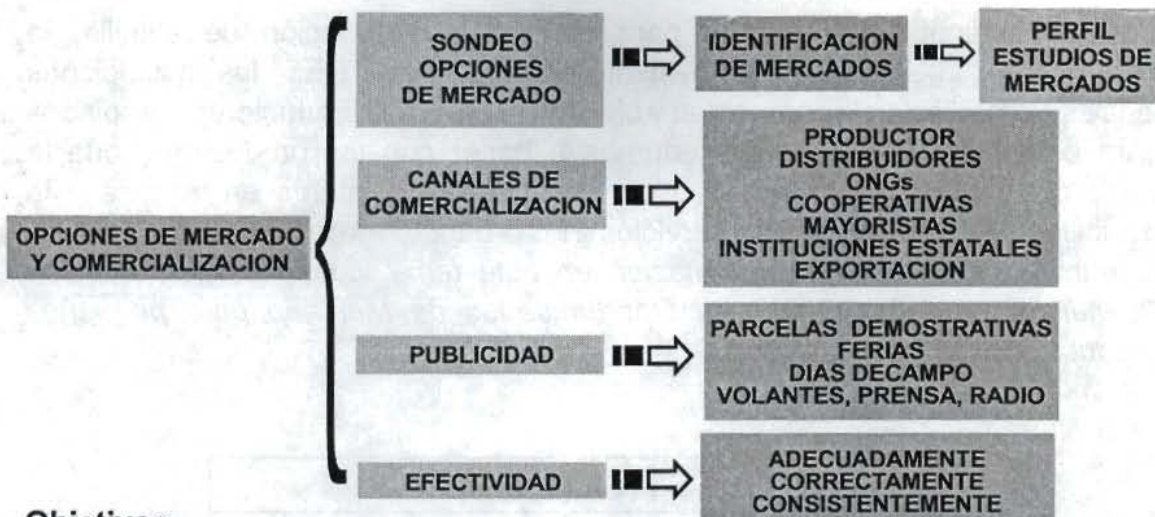 OPCIONES DE MERCADO
Y COMERCIALIZACION
SONDEO
OPCIONES
DE MERCADO
IDENTIFICACION
DE MERCADOS
PERFIL
ESTUDIOS DE
MERCADOS
CANALES DE
COMERCIALIZACION
PRODUCTOR
DISTRIBUIDORES
ONGs
COOPERATIVAS
MAYORISTAS
INSTITUCIONES ESTATALES
EXPORTACION
PUBLICIDAD
PARCELAS DEMOSTRATIVAS
FERIAS
DIAS DECAMPO
VOLANTES, PRENSA, RADIO
EFECTIVIDAD
ADECUADAMENTE
CORRECTAMENTE
CONSISTENTEMENTE
Objetivos